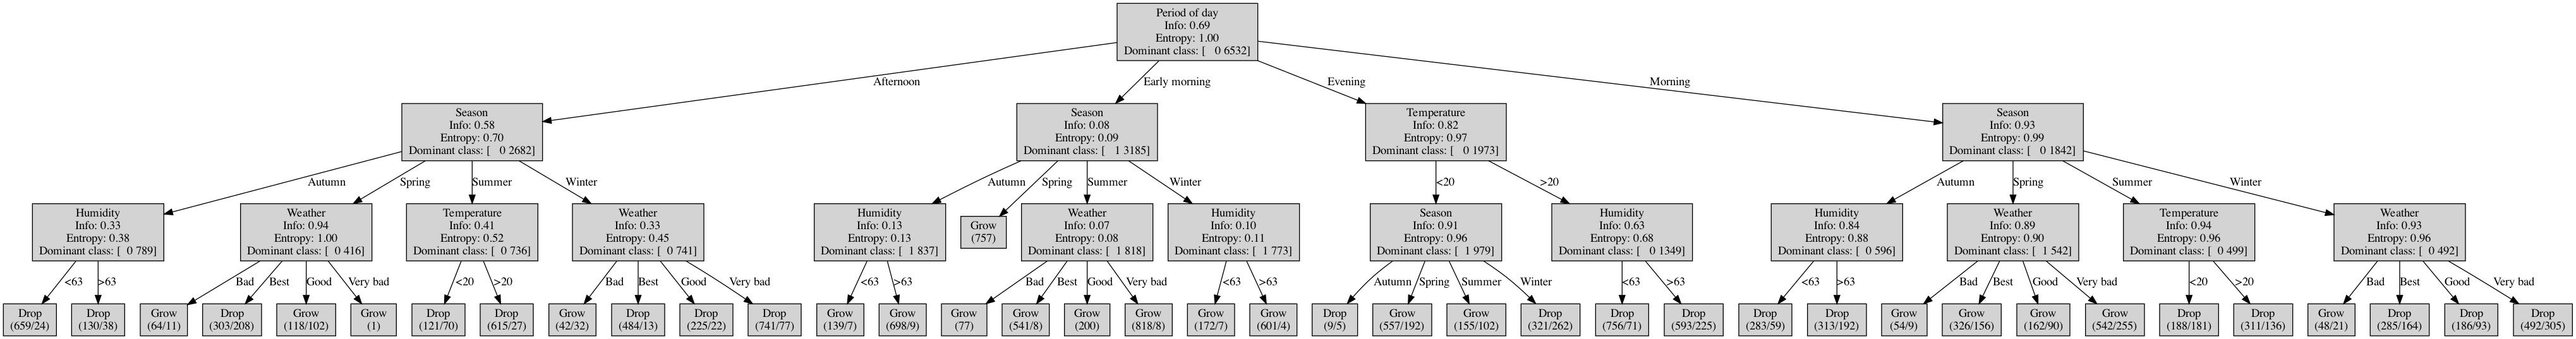 Period of day
Info: 0.69
Entropy: 1.00
Dominant class: [ 0 6532]
Afternoon
Early morning
Evening
Morning
Season
Info: 0.58
Entropy: 0.70
Dominant class: [ 0 2682]
Season
Info: 0.08
Entropy: 0.09
Dominant class: [ 1 3185]
Temperature
Info: 0.82
Entropy: 0.97
Dominant class: [ 0 1973]
Season
Info: 0.93
Entropy: 0.99
Dominant class: [ 0 1842]
Autumn
Spring
Summer
Winter
Autumn
Spring
Summer
Winter
<20
>20
Autumn
Spring
Summer
Winter
Humidity
Info: 0.33
Entropy: 0.38
Dominant class: [ 0 789]
Weather
Info: 0.94
Entropy: 1.00
Dominant class: [ 0 416]
Temperature
Info: 0.41
Entropy: 0.52
Dominant class: [ 0 736]
Weather
Info: 0.33
Entropy: 0.45
Dominant class: [ 0 741]
Humidity
Info: 0.13
Entropy: 0.13
Dominant class: [ 1 837]
Grow
(757)
Weather
Info: 0.07
Entropy: 0.08
Dominant class: [ 1 818]
Humidity
Info: 0.10
Entropy: 0.11
Dominant class: [ 1 773]
Season
Info: 0.91
Entropy: 0.96
Dominant class: [ 1 979]
Humidity
Info: 0.63
Entropy: 0.68
Dominant class: [ 0 1349]
Humidity
Info: 0.84
Entropy: 0.88
Dominant class: [ 0 596]
Weather
Info: 0.89
Entropy: 0.90
Dominant class: [ 1 542]
Temperature
Info: 0.94
Entropy: 0.96
Dominant class: [ 0 499]
Weather
Info: 0.93
Entropy: 0.96
Dominant class: [ 0 492]
<63
>63
Bad
Best
Good
Very bad
<20
>20
Bad
Best
Good
Very bad
<63
>63
Bad
Best
Good
Very bad
<63
>63
Autumn
Spring
Summer
Winter
<63
>63
<63
>63
Bad
Best
Good
Very bad
<20
>20
Bad
Best
Good
Very bad
Drop
(659/24)
Drop
(130/38)
Grow
(64/11)
Drop
(303/208)
Grow
(118/102)
Grow
(1)
Drop
(121/70)
Drop
(615/27)
Grow
(42/32)
Drop
(484/13)
Drop
(225/22)
Drop
(741/77)
Grow
(139/7)
Grow
(698/9)
Grow
(77)
Grow
(541/8)
Grow
(200)
Grow
(818/8)
Grow
(172/7)
Grow
(601/4)
Drop
(9/5)
Grow
(557/192)
Grow
(155/102)
Drop
(321/262)
Drop
(756/71)
Drop
(593/225)
Drop
(283/59)
Drop
(313/192)
Grow
(54/9)
Grow
(326/156)
Grow
(162/90)
Grow
(542/255)
Drop
(188/181)
Drop
(311/136)
Grow
(48/21)
Drop
(285/164)
Drop
(186/93)
Drop
(492/305)